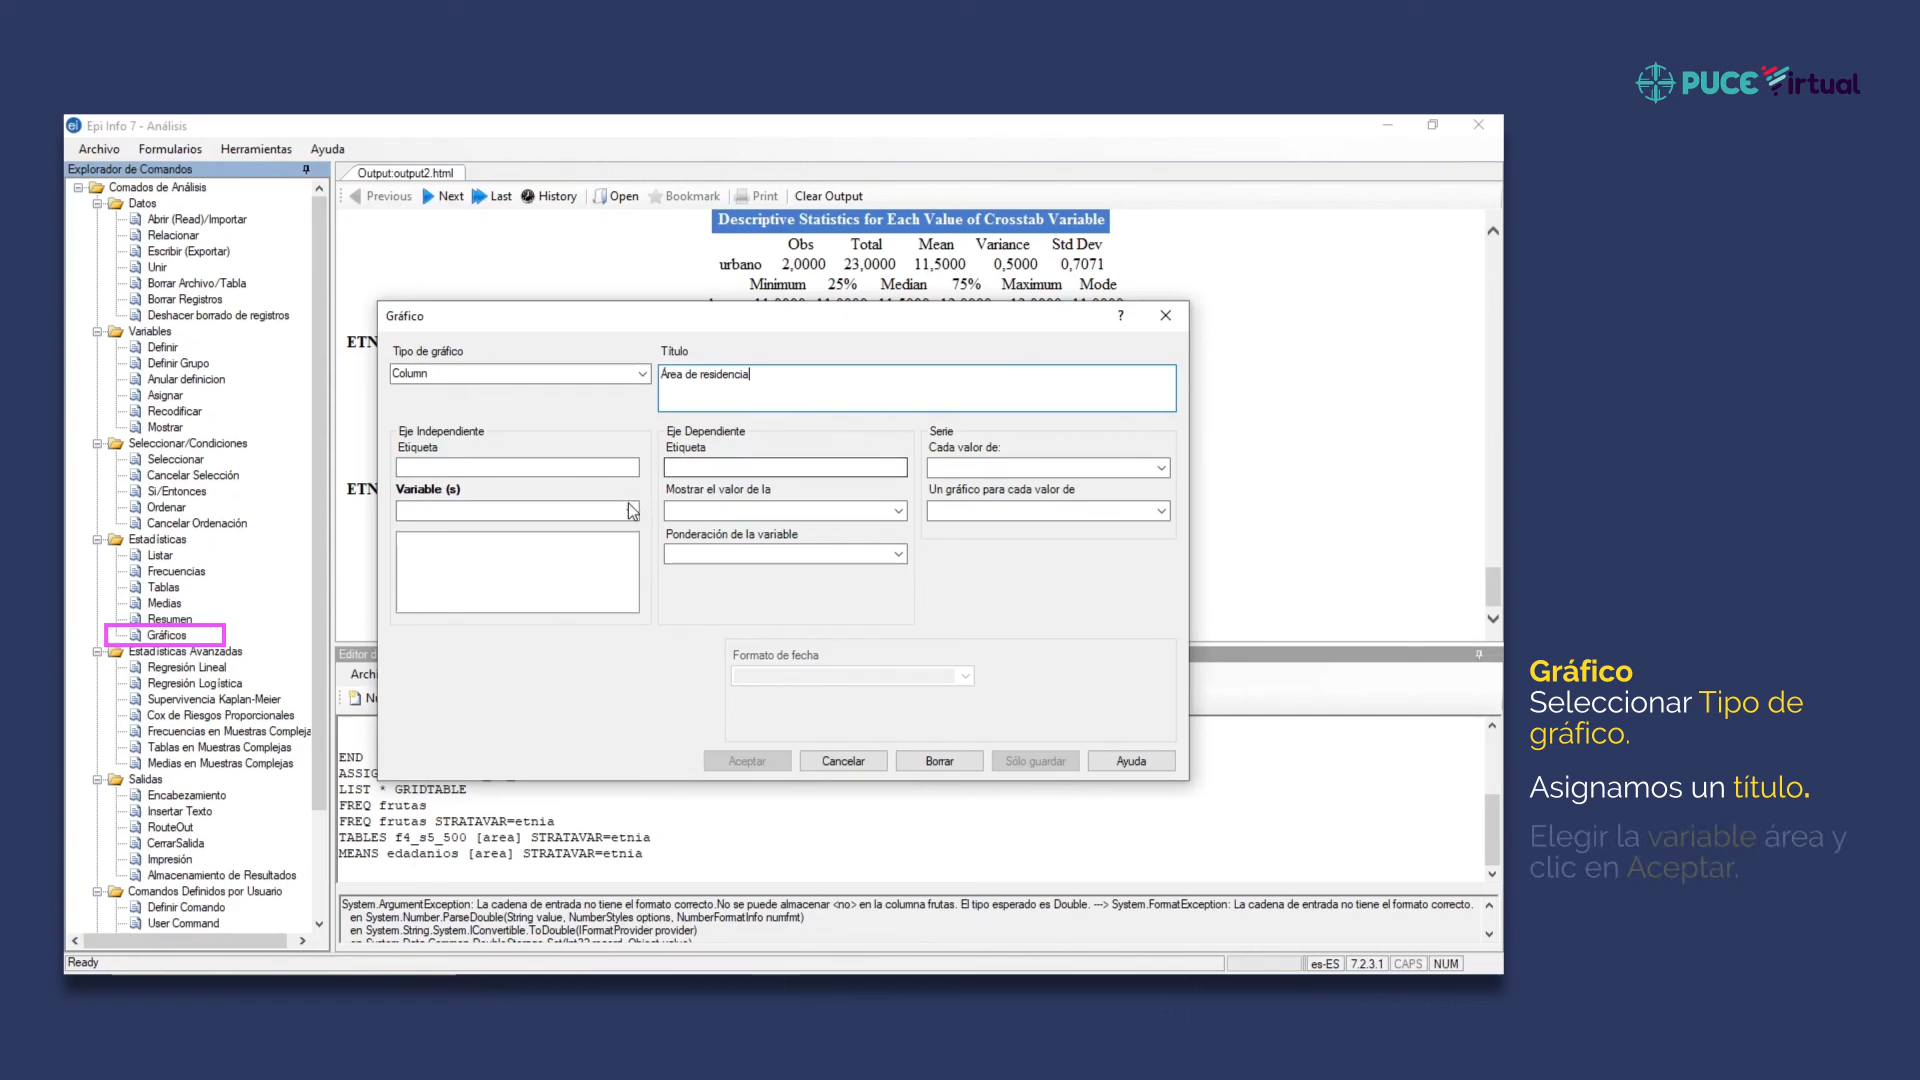 PUCE Virtual
Epi Info 7 - Análisis
Archivo Formularios Herramientas Ayuda
Explorador de Comandos
Comados de Análisis
Datos
Abrir (Read)/Importar
Relacionar
Escribir (Exportar)
Unir
Borrar Archivo/Tabla
Borrar Registros
Deshacer borrado de registros
Variables
Definir
Definir Grupo
Anular definicion
Asignar
Recodificar
Mostrar
Seleccionar/Condiciones
Seleccionar
Cancelar Selección
Si/Entonces
Ordenar
Cancelar Ordenación
Estadísticas
Listar
Frecuencias
Tablas
Medias
Resumen
Gráficos
Estadísticas Avanzadas
Regresión Lineal
Regresión Logística
Supervivencia Kaplan-Meier
Cox de Riesgos Proporcionales
Frecuencias en Muestras Compleja
Tablas en Muestras Complejas
Medias en Muestras Complejas
Salidas
Encabezamiento
Insertar Texto
RouteOut
CerrarSalida
Impresión
Almacenamiento de Resultados
Comandos Definidos por Usuario
Definir Comando
User Command
Output:output2.html
Previous Next Last History Open Bookmark Print Clear Output
Descriptive Statistics for Each Value of Crosstab Variable
Obs Total Mean Variance Std Dev
urbano 2,0000 23,0000 11,5000 0,5000 0,7071
Minimum 25% Median 75% Maximum Mode
ETN
ETN
Gráfico
Tipo de gráfico Título
Column Área de residencia
Eje Independiente Eje Dependiente Serie
Etiqueta Etiqueta Cada valor de:
Variable (s) Mostrar el valor de la Un gráfico para cada valor de
Ponderación de la variable
Formato de fecha
Aceptar Cancelar Borrar Sólo guardar Ayuda
Editor d
Archi
Nu
END
ASSIG
LIST * GRIDTABLE
FREQ frutas
FREQ frutas STRATAVAR=etnia
TABLES f4_s5_500 [area] STRATAVAR=etnia
MEANS edadanios [area] STRATAVAR=etnia
System.ArgumentException: La cadena de entrada no tiene el formato correcto.No se puede almacenar <no> en la columna frutas. El tipo esperado es Double. ---> System.FormatException: La cadena de entrada no tiene el formato correcto.
en System.Number.ParseDouble(String value, NumberStyles options, NumberFormatInfo numfmt)
en System.String.System.IConvertible.ToDouble(IFormatProvider provider)
Ready es-ES 7.2.3.1 CAPS NUM
Gráfico
Seleccionar Tipo de
gráfico.
Asignamos un título.
Elegir la variable área y
clic en Aceptar.